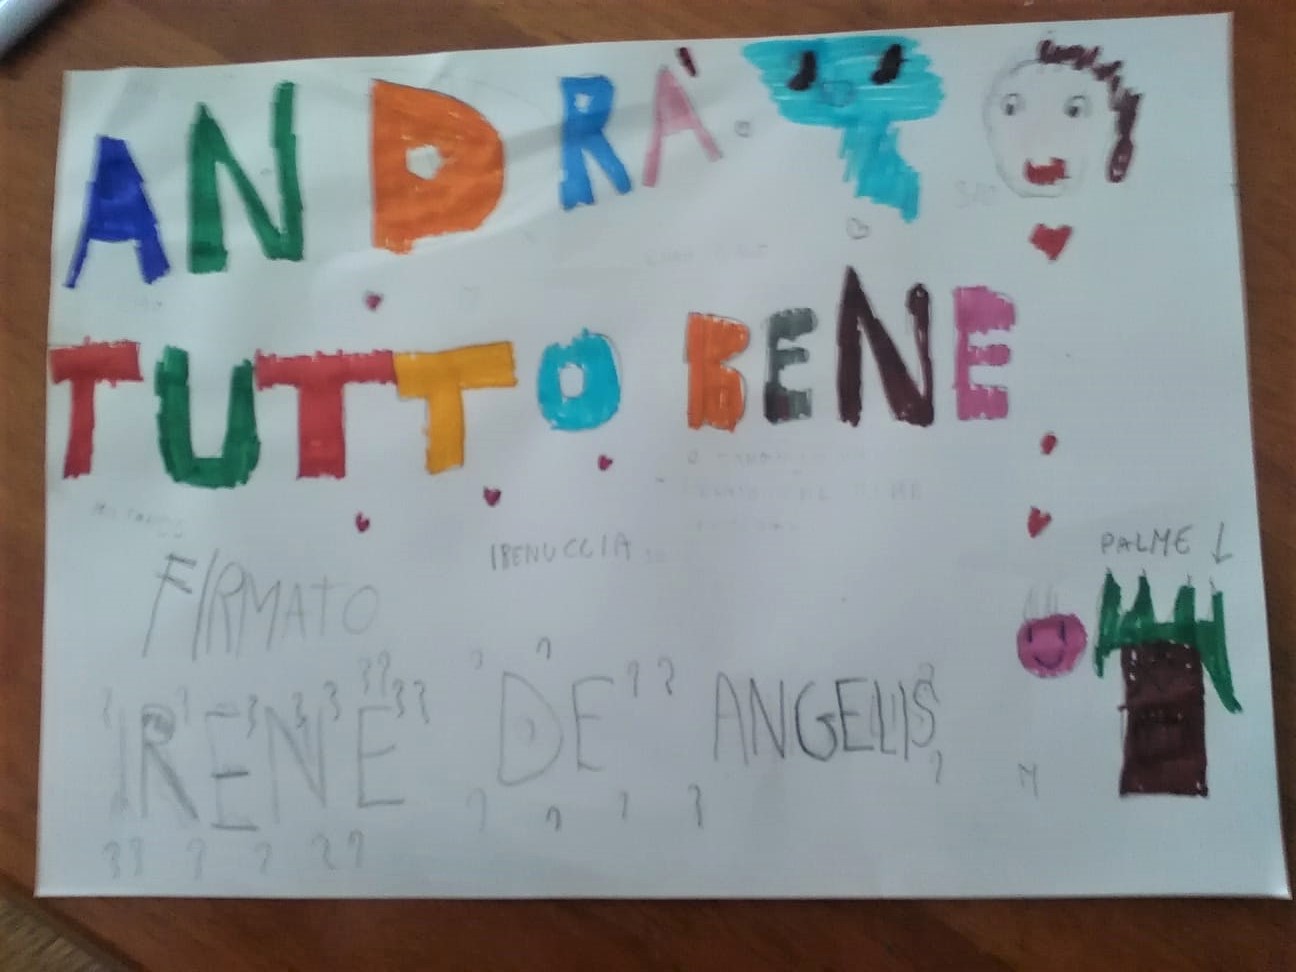 ANDRÀ
TUTTO BENE
IRENUCCIA
PALME
FIRMATO
IRENE DE ANGELIS